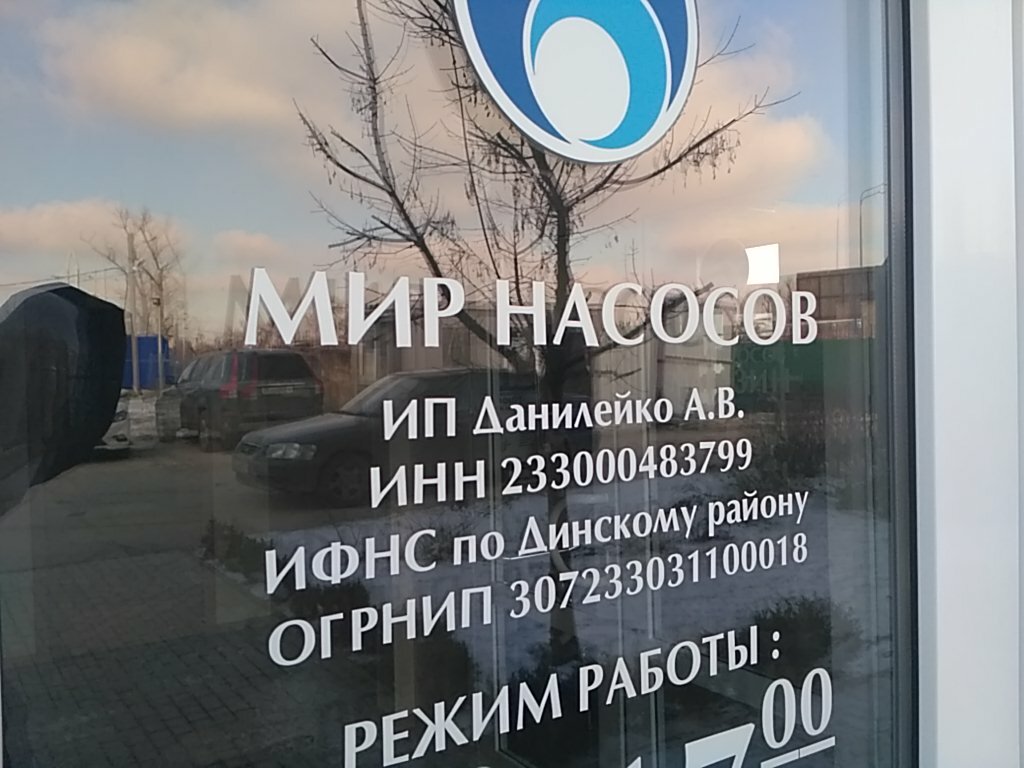 МИР НАСОСОВ
ИП Данилейко А.В.
ИНН 233000483799
ИФНС по Динскому району
ОГРНИП 307233031100018
РЕЖИМ РАБОТЫ :